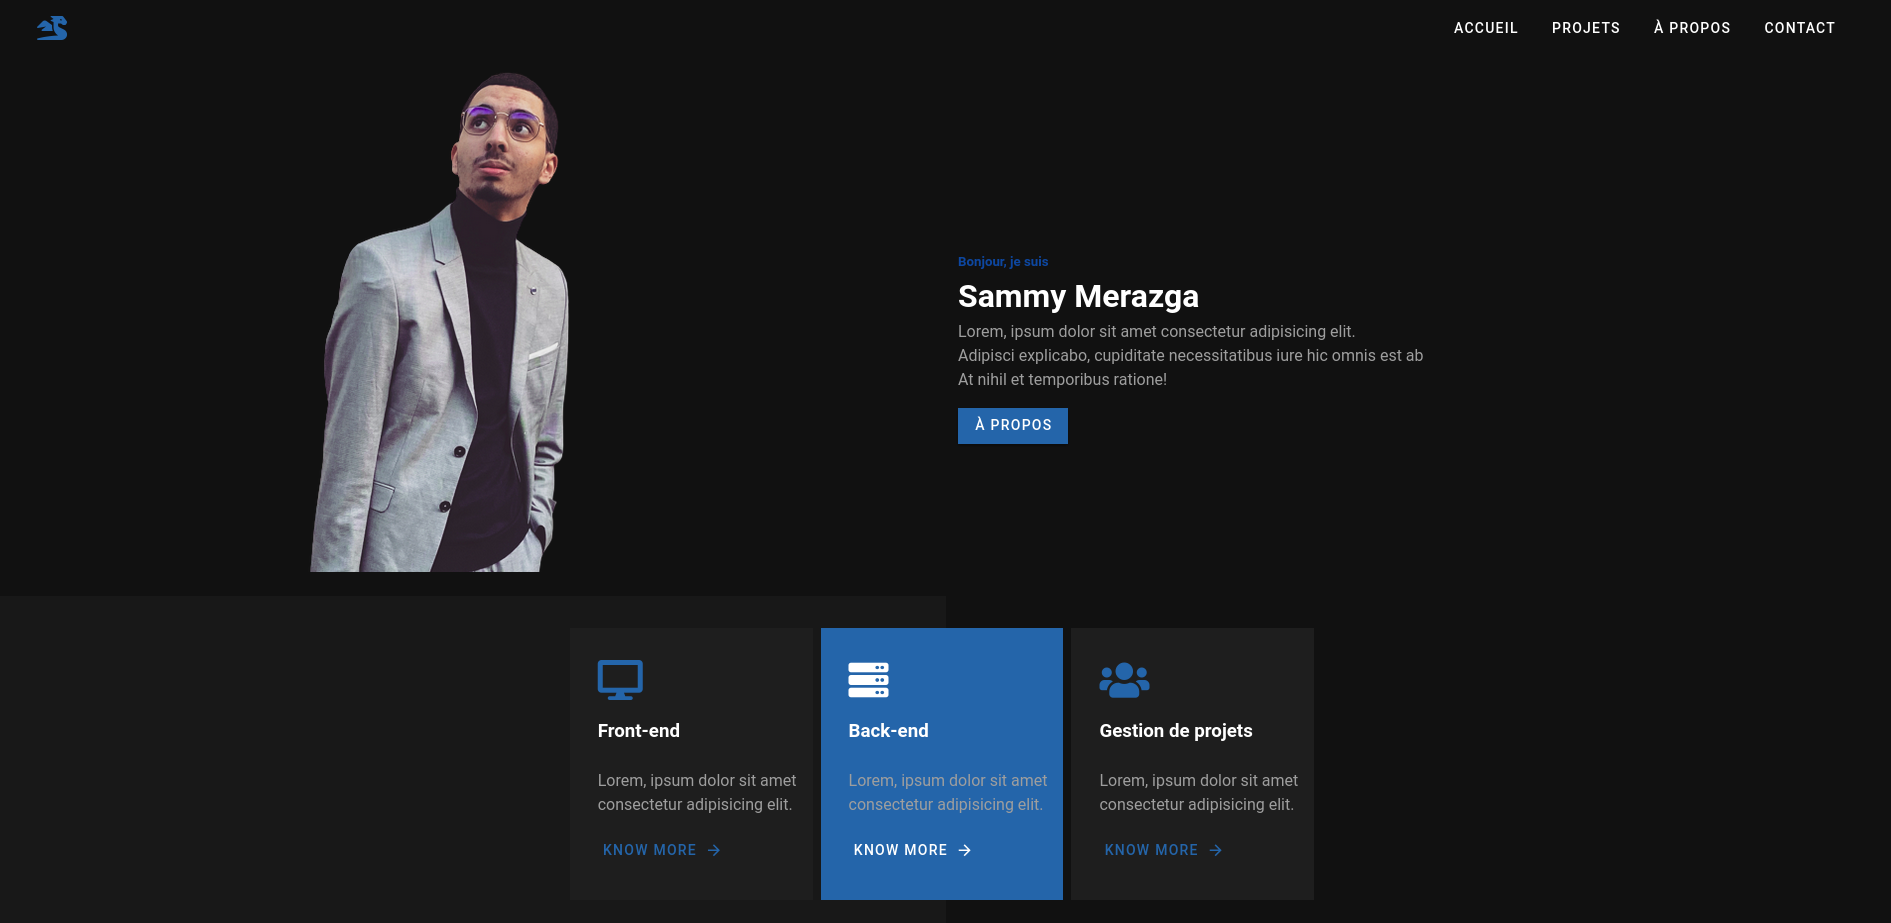 ACCUEIL PROJETS À PROPOS CONTACT
Bonjour, je suis
Sammy Merazga
Lorem, ipsum dolor sit amet consectetur adipisicing elit.
Adipisci explicabo, cupiditate necessitatibus iure hic omnis est ab
At nihil et temporibus ratione!
À PROPOS
Front-end
Lorem, ipsum dolor sit amet
consectetur adipisicing elit.
KNOW MORE
Back-end
Lorem, ipsum dolor sit amet
consectetur adipisicing elit.
KNOW MORE
Gestion de projets
Lorem, ipsum dolor sit amet
consectetur adipisicing elit.
KNOW MORE